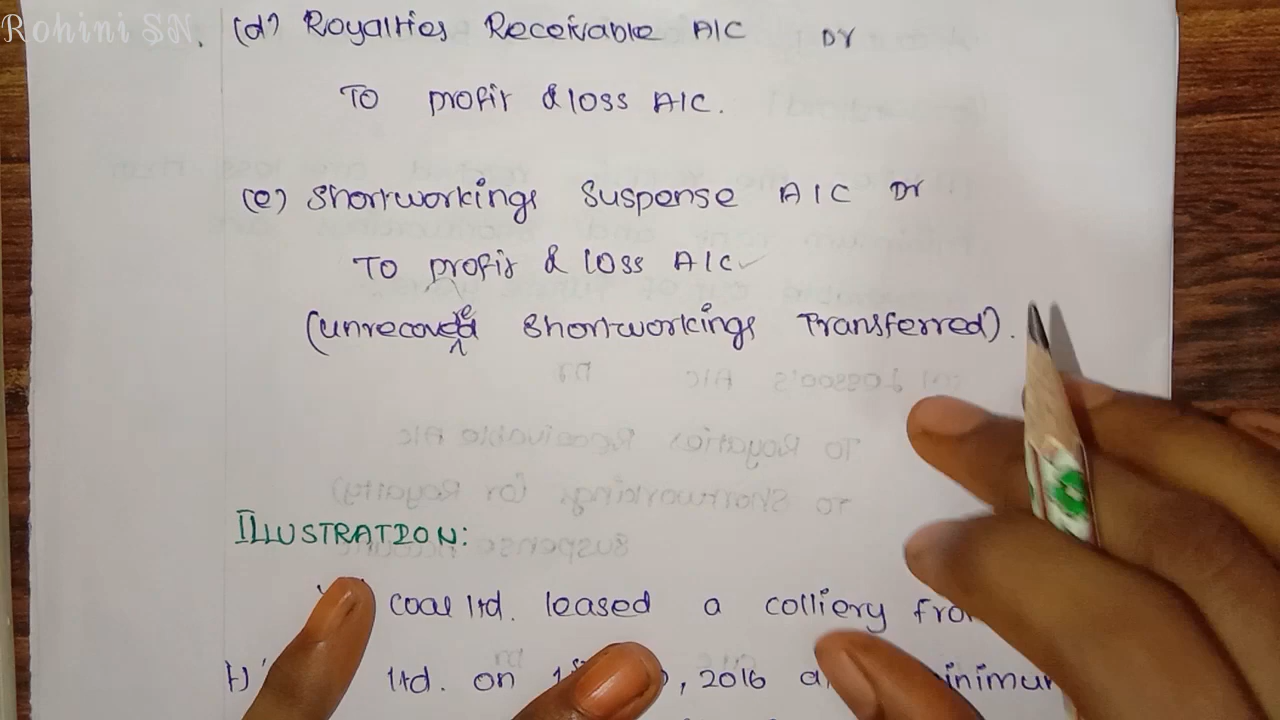 Rohini SN
(d) Royalties Receivable A/C Dr
To profit & loss A/C.
(e) Shortworkings Suspense A/C Dr
To profit & loss A/C
(unrecovered Shortworkings Transferred).
ILLUSTRATION:
coal ltd. leased a colliery
ltd. on 2016